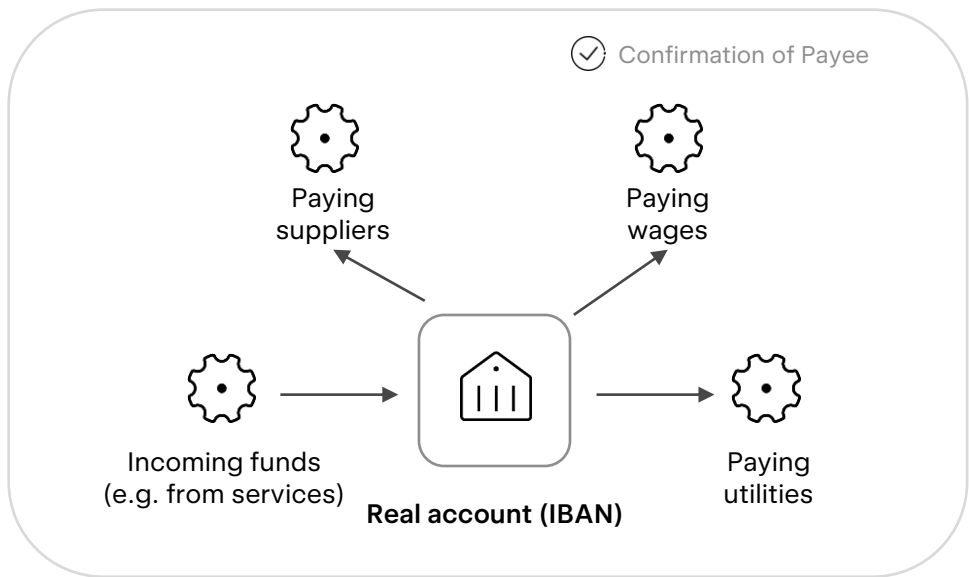 Confirmation of Payee
Paying
suppliers
Paying
wages
Incoming funds
(e.g. from services)
Paying
utilities
Real account (IBAN)